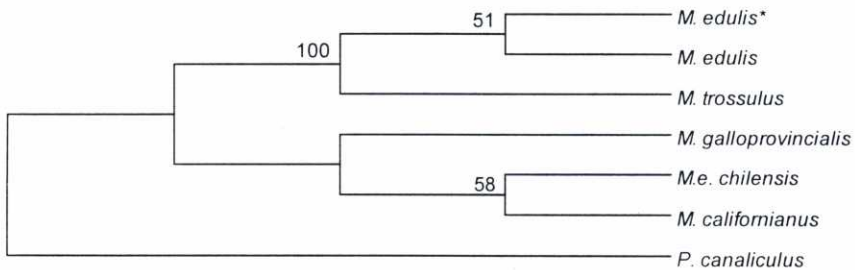 51
M. edulis*
100
M. edulis
M. trossulus
M. galloprovincialis
58
M.e. chilensis
M. californianus
P. canaliculus